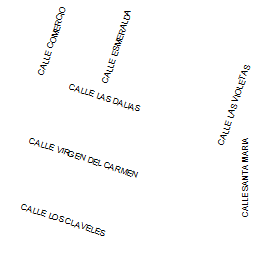 CALLE COMERCIO
CALLE ESMERALDA
CALLE LAS DALIAS
CALLE LAS VIOLETAS
CALLE VIRGEN DEL CARMEN
CALLE SANTA MARIA
CALLE LOS CLAVELES